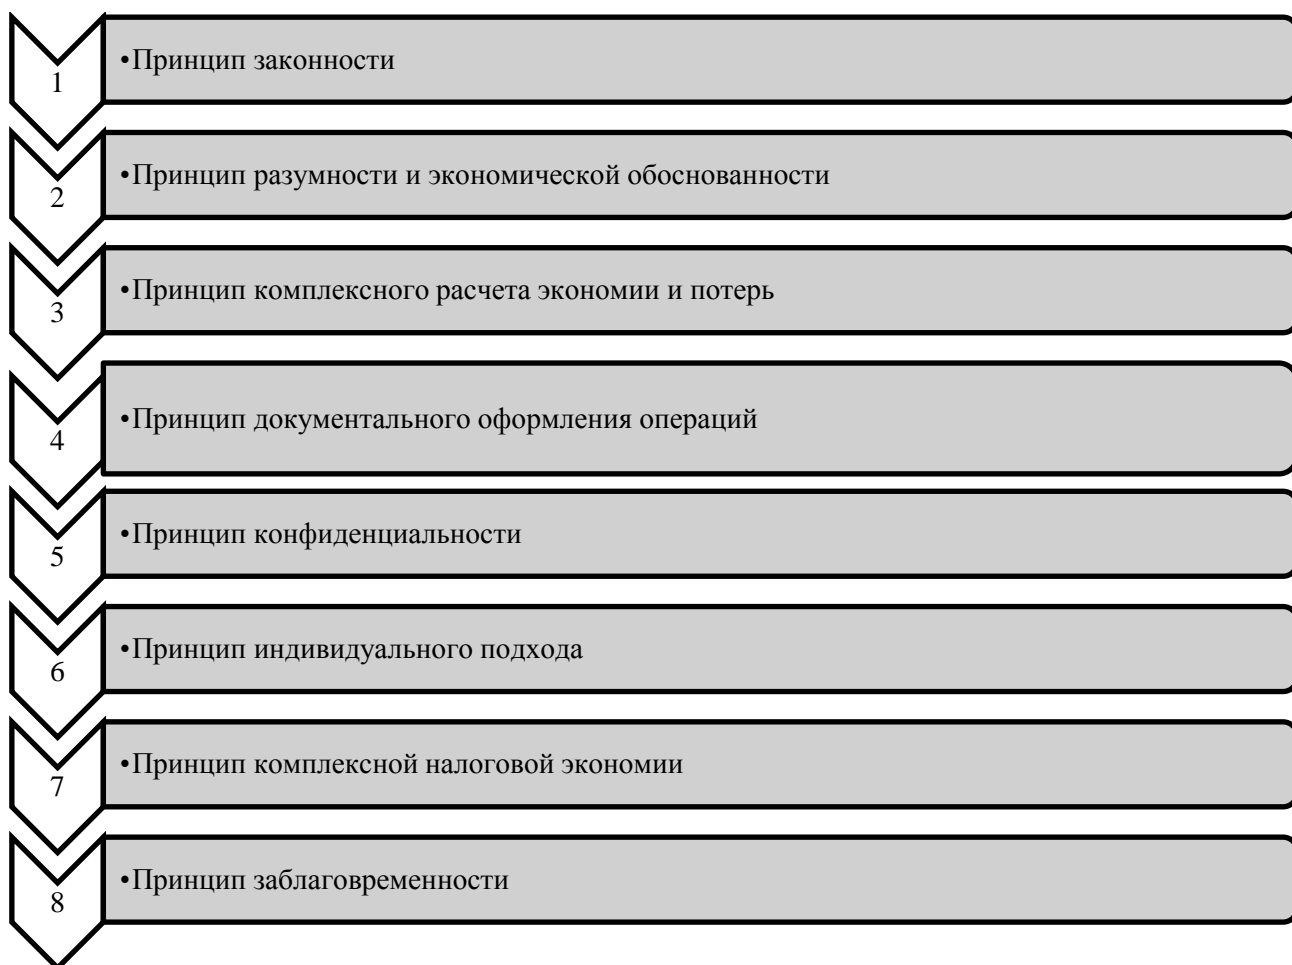 1
•Принцип законности
2
•Принцип разумности и экономической обоснованности
3
•Принцип комплексного расчета экономии и потерь
4
•Принцип документального оформления операций
5
•Принцип конфиденциальности
6
•Принцип индивидуального подхода
7
•Принцип комплексной налоговой экономии
8
•Принцип заблаговременности